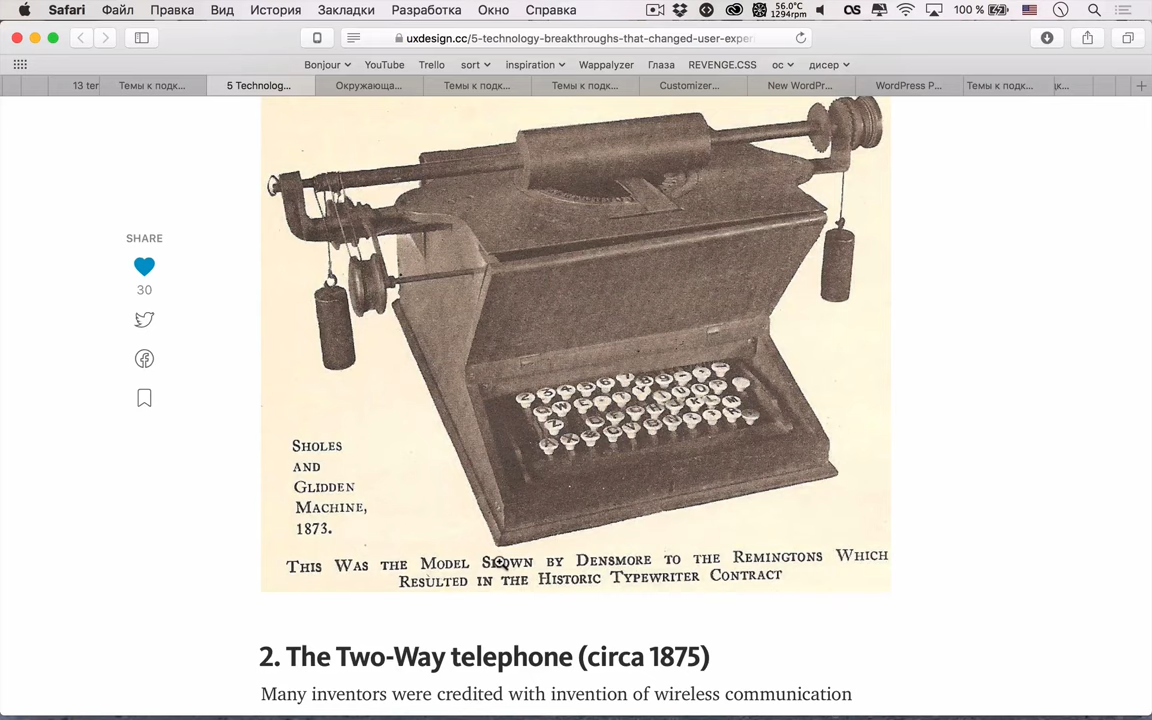 Safari Файл Правка Вид История Закладки Разработка Окно Справка 56.0°C 1294rpm 100 %
uxdesign.cc/5-technology-breakthroughs-that-changed-user-exper
Bonjour YouTube Trello sort inspiration Wappalyzer Глаза REVENGE.CSS ос дисер
13 ter Темы к подк... 5 Technolog... Окружающа... Темы к подк... Темы к подк... Customizer... New WordPr... WordPress P... Темы к подк... дк...
SHARE
30
SHOLES
AND
GLIDDEN
MACHINE,
1873.
THIS WAS THE MODEL SHOWN BY DENSMORE TO THE REMINGTONS WHICH
RESULTED IN THE HISTORIC TYPEWRITER CONTRACT
2. The Two-Way telephone (circa 1875)
Many inventors were credited with invention of wireless communication